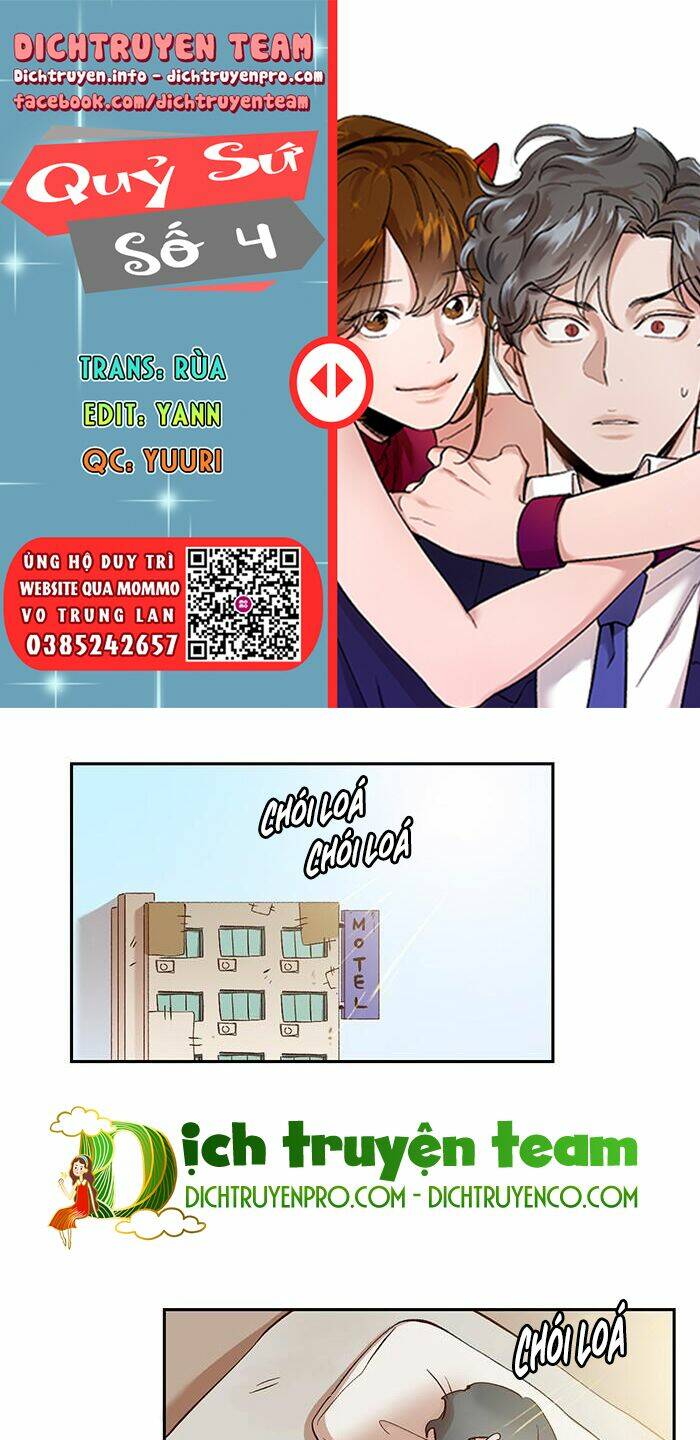 DICHTRUYEN TEAM
Dichtruyen.info - dichtruyenpro.com
facebook.com/dichtruyenteam
Quỷ Sứ
Số 4
TRANS: RÙA
EDIT: YANN
QC: YUURI
ỦNG HỘ DUY TRÌ
WEBSITE QUA MOMMO
VO TRUNG LAN
0385242657
CHÓI LOÁ
CHÓI LOÁ
MOTEL
Dịch truyện team
DICHTRUYENPRO.COM - DICHTRUYENCO.COM
CHÓI LOÁ